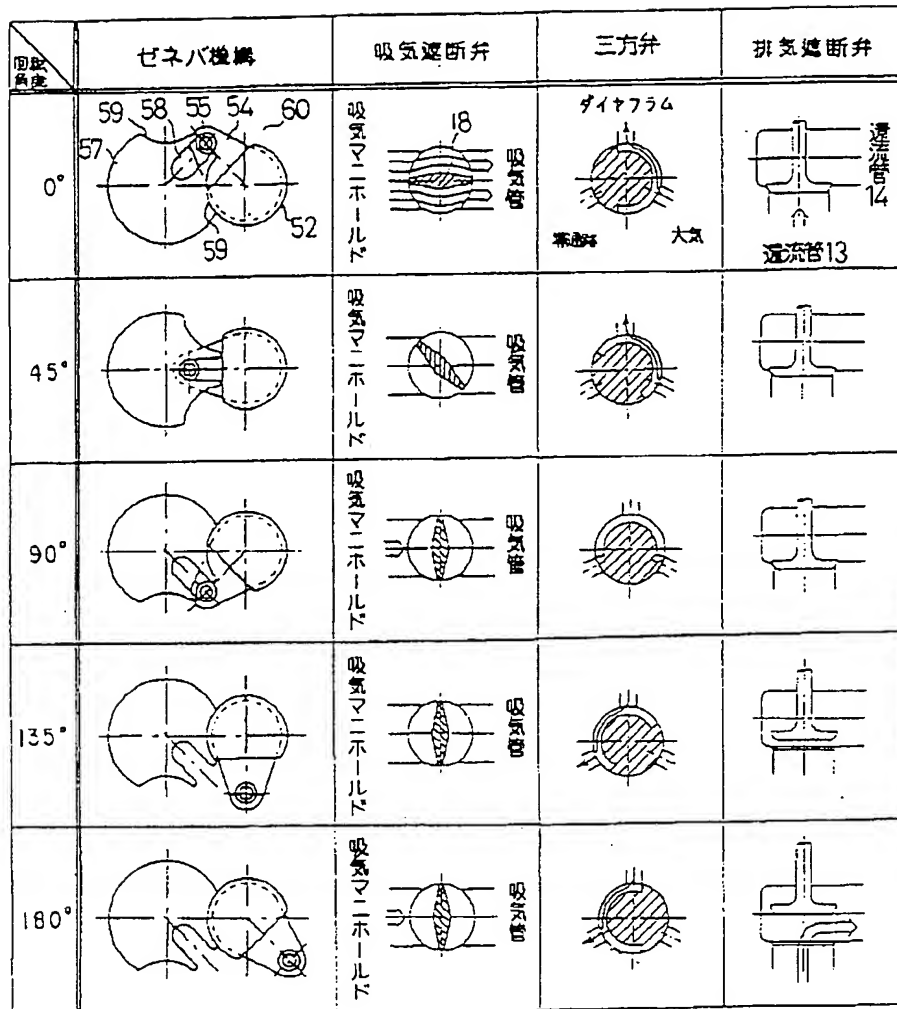 回転角度
ゼネバ機構
吸気遮断弁
三方弁
排気遮断弁
0°
59 58 55 54 60
57
52
59
吸気マニホールド
18
吸気管
ダイヤフラム
大気
還流管14
還流管13
45°
吸気マニホールド
吸気管
90°
吸気マニホールド
吸気管
135°
吸気マニホールド
吸気管
180°
吸気マニホールド
吸気管